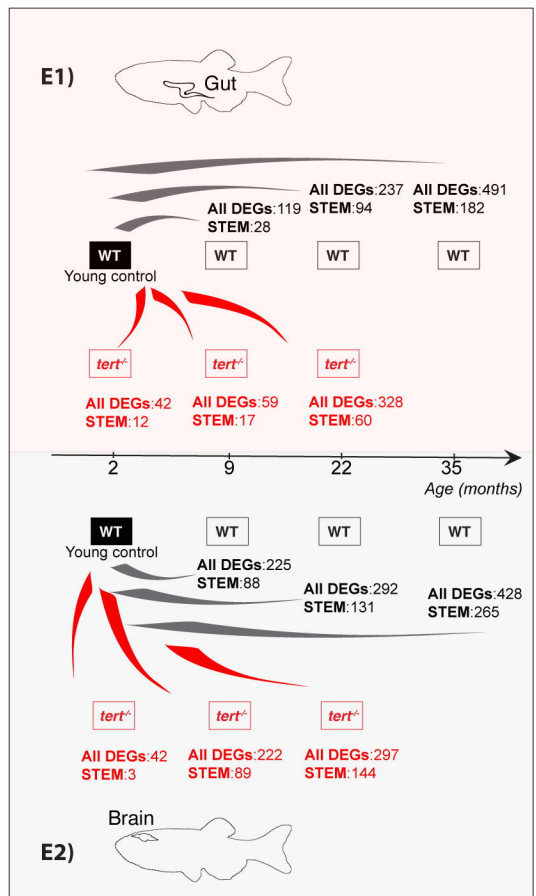 E1)
Gut
All DEGs:119
STEM:28
All DEGs:237
STEM:94
All DEGs:491
STEM:182
WT
WT
WT
WT
Young control
tert-/-
tert-/-
tert-/-
All DEGs:42
STEM:12
All DEGs:59
STEM:17
All DEGs:328
STEM:60
2
9
22
35
Age (months)
WT
WT
WT
WT
Young control
All DEGs:225
STEM:88
All DEGs:292
STEM:131
All DEGs:428
STEM:265
tert-/-
tert-/-
tert-/-
All DEGs:42
STEM:3
All DEGs:222
STEM:89
All DEGs:297
STEM:144
Brain
E2)